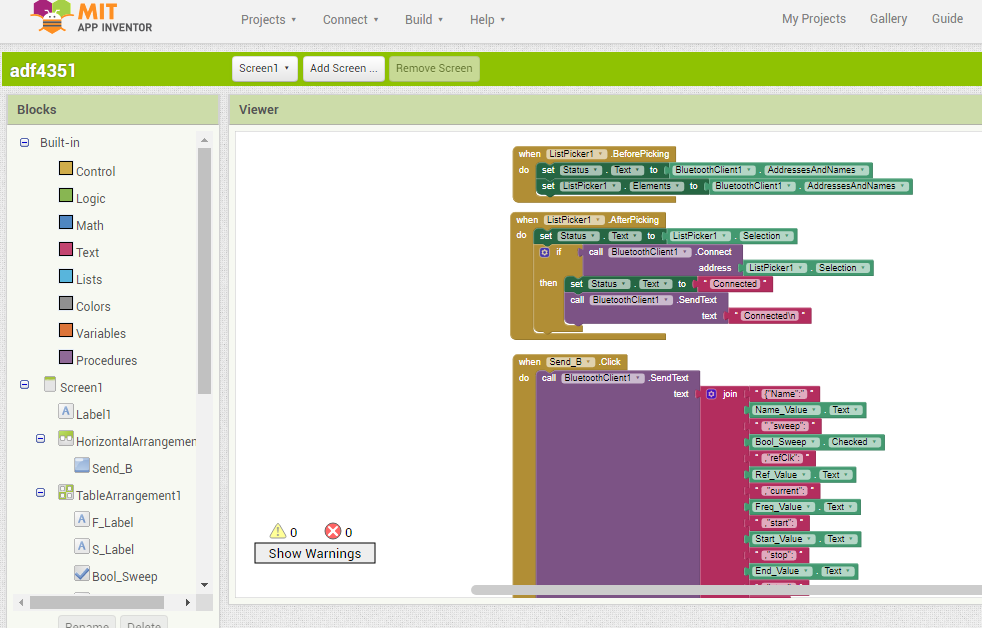 MIT
APP INVENTOR
Projects Connect Build Help My Projects Gallery Guide
adf4351 Screen1 Add Screen ... Remove Screen
Blocks
Built-in
Control
Logic
Math
Text
Lists
Colors
Variables
Procedures
Screen1
A Label1
HorizontalArrangemen
Send_B
TableArrangement1
A F_Label
A S_Label
Bool_Sweep
Rename Delete
Viewer
when ListPicker1 .BeforePicking
do set Status . Text to BluetoothClient1 . AddressesAndNames
set ListPicker1 . Elements to BluetoothClient1 . AddressesAndNames
when ListPicker1 .AfterPicking
do set Status . Text to ListPicker1 . Selection
if call BluetoothClient1 .Connect
address ListPicker1 . Selection
then set Status . Text to " Connected "
call BluetoothClient1 .SendText
text " Connected\n "
when Send_B .Click
do call BluetoothClient1 .SendText
text join " {"Name":" "
Name_Value . Text
" ","sweep": "
Bool_Sweep . Checked
" ,"refClk": "
Ref_Value . Text
" ,"current": "
Freq_Value . Text
" ,"start": "
Start_Value . Text
" ,"stop": "
End_Value . Text
0 0
Show Warnings